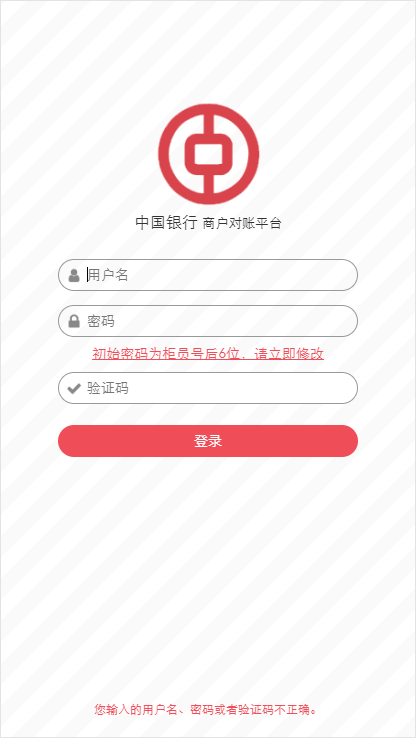 中国银行 商户对账平台
用户名
密码
初始密码为柜员号后6位，请立即修改
验证码
登录
您输入的用户名、密码或者验证码不正确。